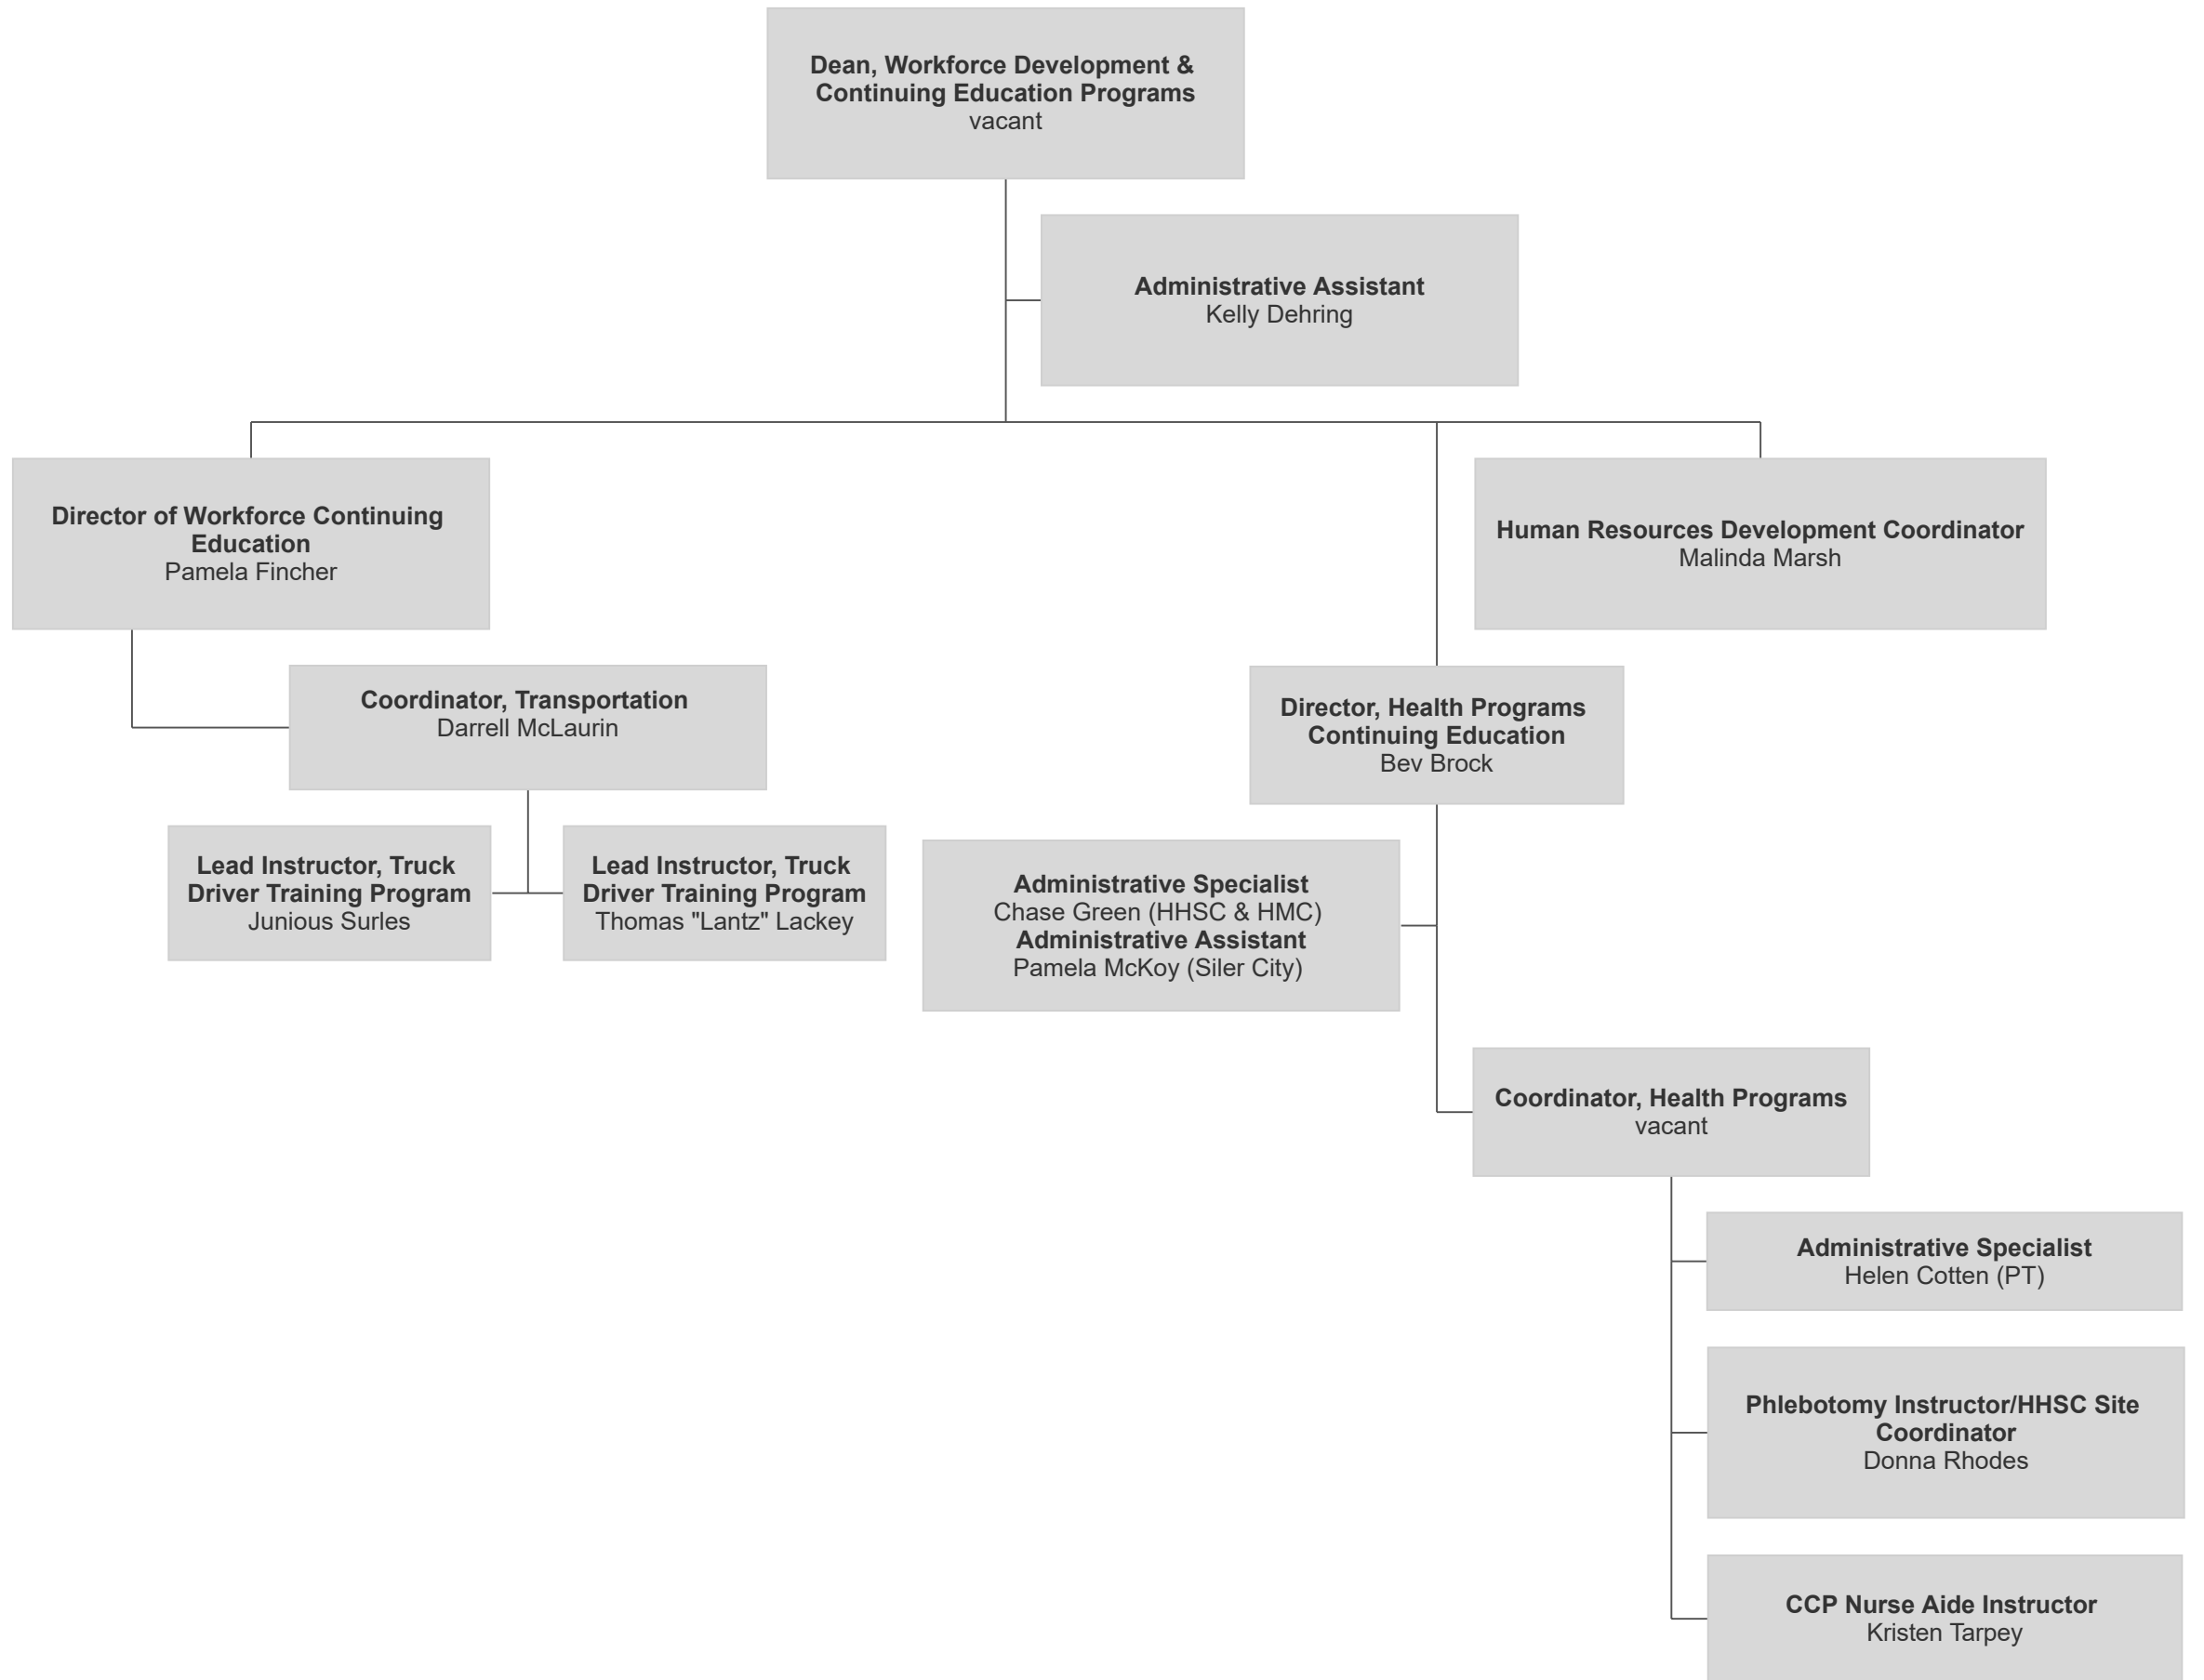 Dean, Workforce Development &
Continuing Education Programs
vacant
Administrative Assistant
Kelly Dehring
Director of Workforce Continuing
Education
Pamela Fincher
Human Resources Development Coordinator
Malinda Marsh
Coordinator, Transportation
Darrell McLaurin
Director, Health Programs
Continuing Education
Bev Brock
Lead Instructor, Truck
Driver Training Program
Junious Surles
Lead Instructor, Truck
Driver Training Program
Thomas "Lantz" Lackey
Administrative Specialist
Chase Green (HHSC & HMC)
Administrative Assistant
Pamela McKoy (Siler City)
Coordinator, Health Programs
vacant
Administrative Specialist
Helen Cotten (PT)
Phlebotomy Instructor/HHSC Site
Coordinator
Donna Rhodes
CCP Nurse Aide Instructor
Kristen Tarpey